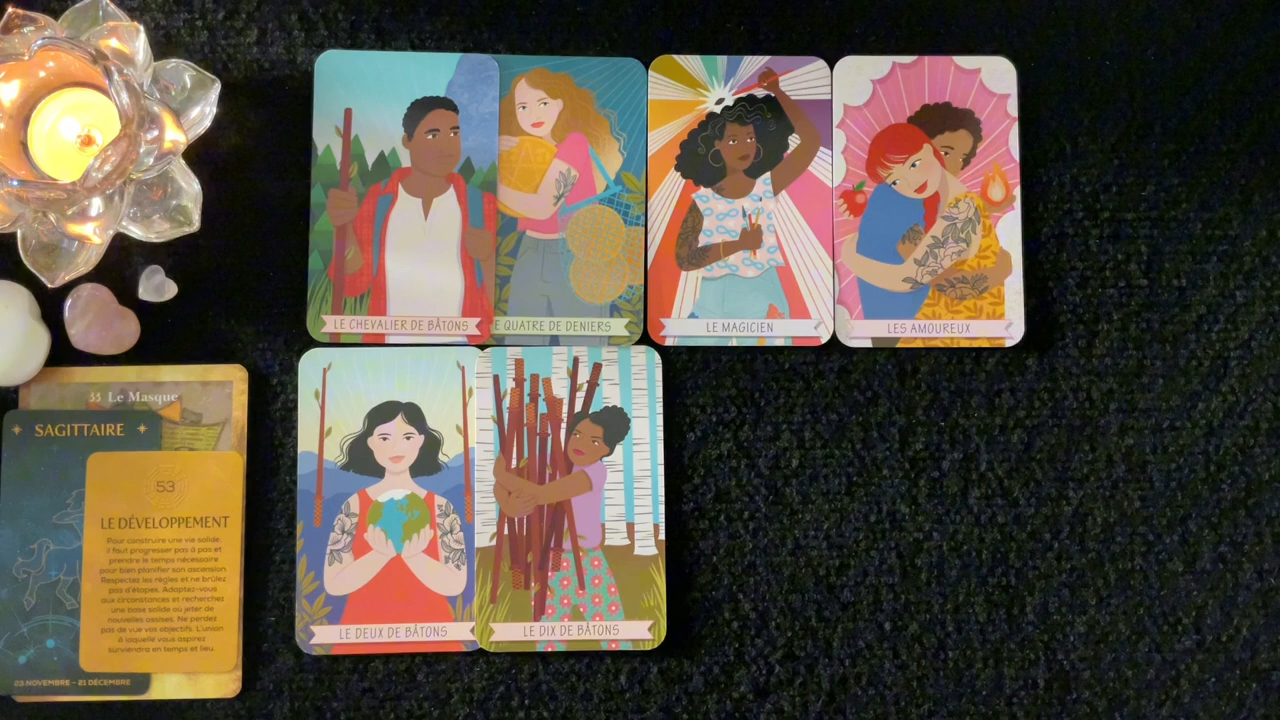 LE CHEVALIER DE BÂTONS
E QUATRE DE DENIERS
LE MAGICIEN
LES AMOUREUX
LE DEUX DE BÂTONS
LE DIX DE BÂTONS
33 Le Masque
SAGITTAIRE
53
LE DÉVELOPPEMENT
Pour construire une vie solide,
il faut progresser pas à pas et
prendre le temps nécessaire
pour bien planifier son ascension.
Respectez les règles et ne brûlez
pas d'étapes. Adaptez-vous
aux circonstances et recherchez
une base solide où jeter de
nouvelles assises. Ne perdez
pas de vue vos objectifs. L'union
à laquelle vous aspirez
surviendra en temps et lieu.
23 NOVEMBRE - 21 DÉCEMBRE